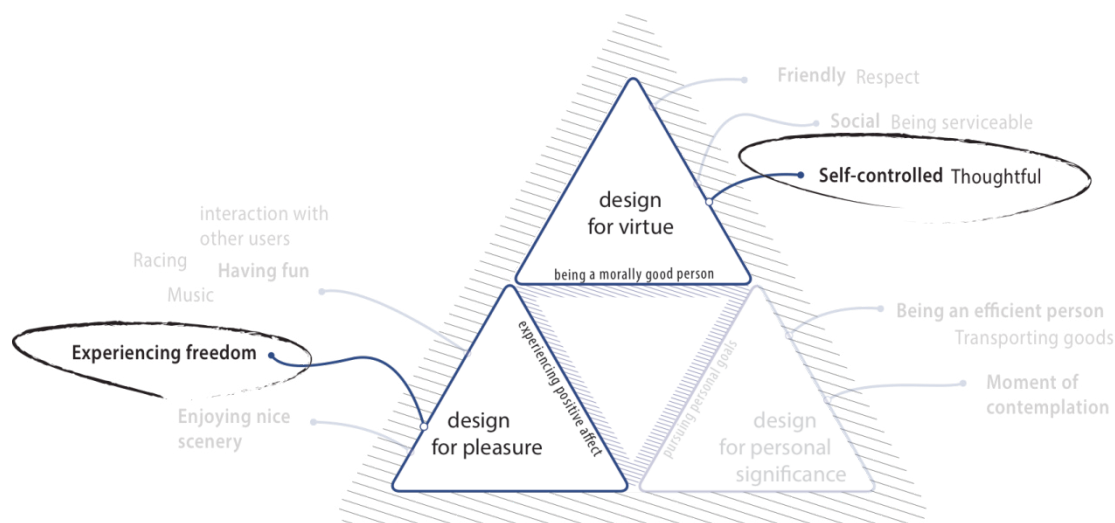 Friendly Respect
Social Being serviceable
Self-controlled Thoughtful
design
for virtue
being a morally good person
interaction with
other users
Racing
Having fun
Music
Experiencing freedom
Enjoying nice
scenery
design
for pleasure
experiencing positive affect
pursuing personal goals
design
for personal
significance
Being an efficient person
Transporting goods
Moment of
contemplation